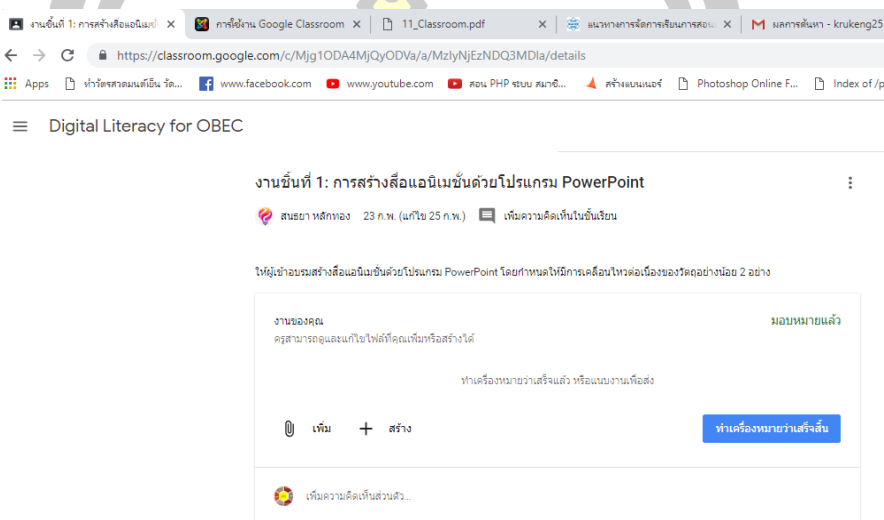 งานชิ้นที่ 1: การสร้างสื่อแอนิเมชั่
การใช้งาน Google Classroom
11_Classroom.pdf
แนวทางการจัดการเรียนการสอน
ผลการค้นหา - krukeng25
https://classroom.google.com/c/Mjg1ODA4MjQyODVa/a/MzIyNjEzNDQ3MDIa/details
Apps
ทำวัตรสวดมนต์เย็น วัด...
www.facebook.com
www.youtube.com
สอน PHP ระบบ สมาชิ...
สร้างแบนเนอร์
Photoshop Online F...
Index of /p
Digital Literacy for OBEC
งานชิ้นที่ 1: การสร้างสื่อแอนิเมชั่นด้วยโปรแกรม PowerPoint
สนธยา หลักทอง 23 ก.พ. (แก้ไข 25 ก.พ.) เพิ่มความคิดเห็นในชั้นเรียน
ให้ผู้เข้าอบรมสร้างสื่อแอนิเมชั่นด้วยโปรแกรม PowerPoint โดยกำหนดให้มีการเคลื่อนไหวต่อเนื่องของวัตถุอย่างน้อย 2 อย่าง
งานของคุณ
มอบหมายแล้ว
ครูสามารถดูและแก้ไขไฟล์ที่คุณเพิ่มหรือสร้างได้
ทำเครื่องหมายว่าเสร็จแล้ว หรือแนบงานเพื่อส่ง
เพิ่ม
สร้าง
ทำเครื่องหมายว่าเสร็จสิ้น
เพิ่มความคิดเห็นส่วนตัว...